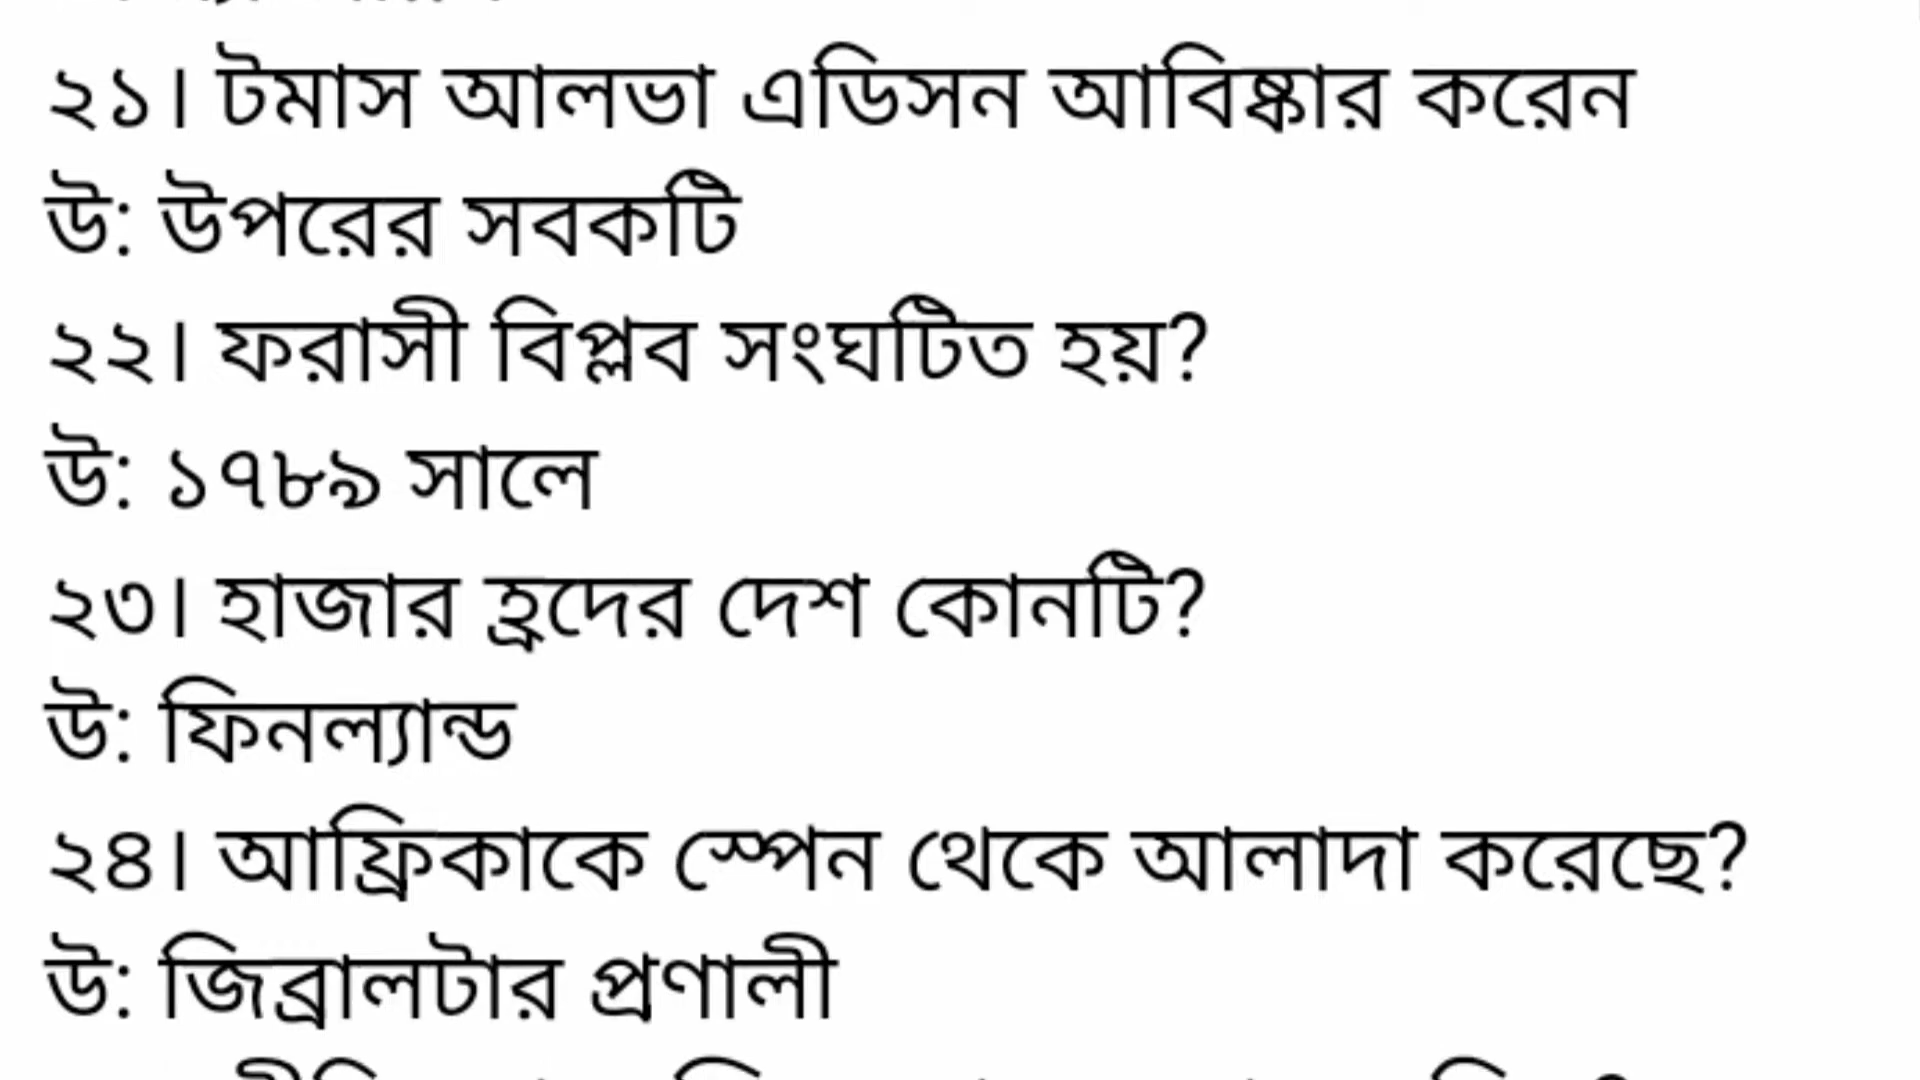 ২১। টমাস আলভা এডিসন আবিষ্কার করেন
উ: উপরের সবকটি
২২। ফরাসী বিপ্লব সংঘটিত হয়?
উ: ১৭৮৯ সালে
২৩। হাজার হ্রদের দেশ কোনটি?
উ: ফিনল্যান্ড
২৪। আফ্রিকাকে স্পেন থেকে আলাদা করেছে?
উ: জিব্রালটার প্রণালী